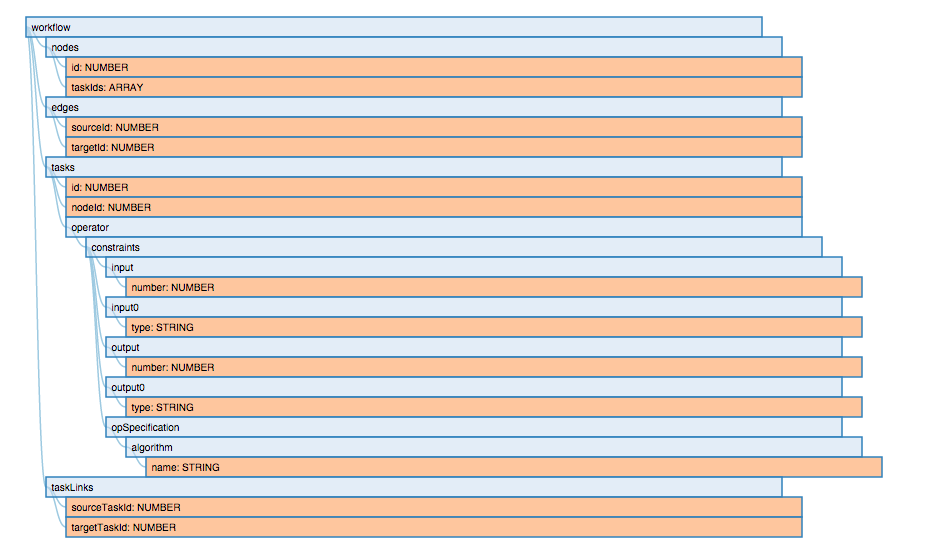 workflow
nodes
id: NUMBER
taskIds: ARRAY
edges
sourceId: NUMBER
targetId: NUMBER
tasks
id: NUMBER
nodeId: NUMBER
operator
constraints
input
number: NUMBER
input0
type: STRING
output
number: NUMBER
output0
type: STRING
opSpecification
algorithm
name: STRING
taskLinks
sourceTaskId: NUMBER
targetTaskId: NUMBER